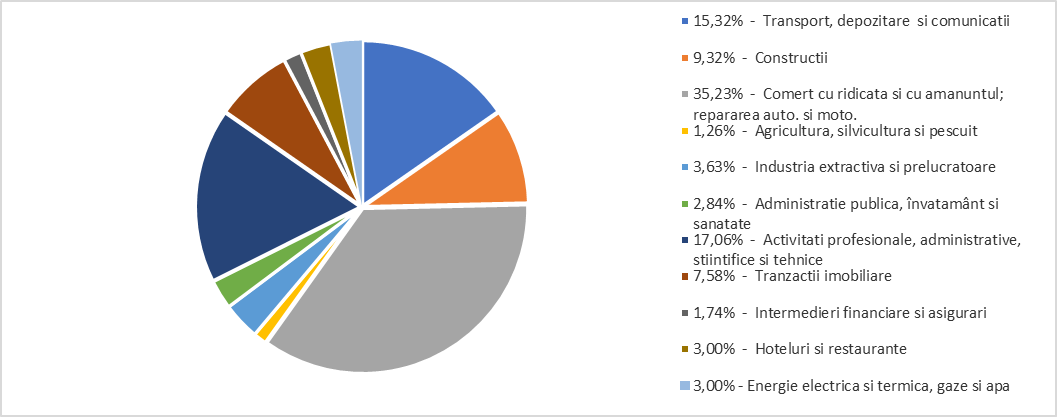 15,32% - Transport, depozitare si comunicatii
9,32% - Constructii
35,23% - Comert cu ridicata si cu amanuntul;
repararea auto. si moto.
1,26% - Agricultura, silvicultura si pescuit
3,63% - Industria extractiva si prelucratoare
2,84% - Administratie publica, învatamânt si
sanatate
17,06% - Activitati profesionale, administrative,
stiintifice si tehnice
7,58% - Tranzactii imobiliare
1,74% - Intermedieri financiare si asigurari
3,00% - Hoteluri si restaurante
3,00% - Energie electrica si termica, gaze si apa